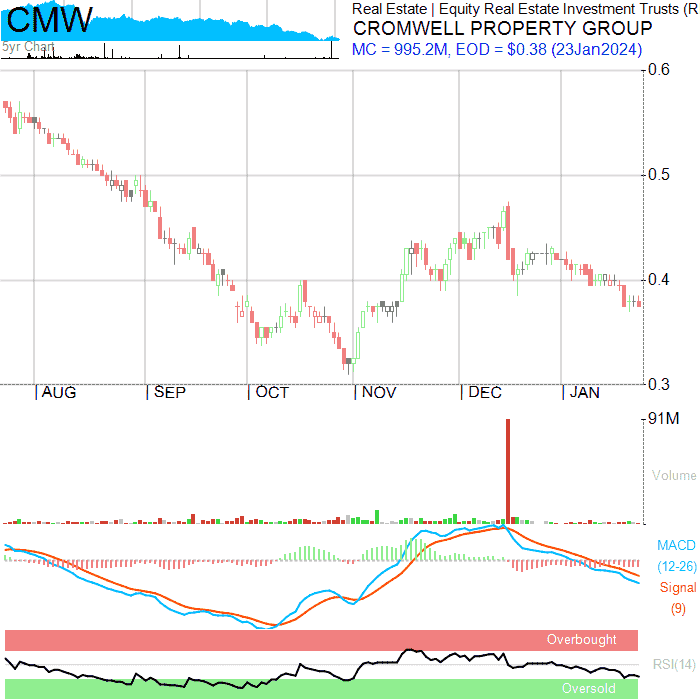 CMW
5yr Chart
Real Estate | Equity Real Estate Investment Trusts (R
CROMWELL PROPERTY GROUP
MC = 995.2M, EOD = $0.38 (23Jan2024)
0.6
0.5
0.4
0.3
AUG SEP OCT NOV DEC JAN
91M
Volume
MACD
(12-26)
Signal
(9)
Overbought
RSI(14)
Oversold